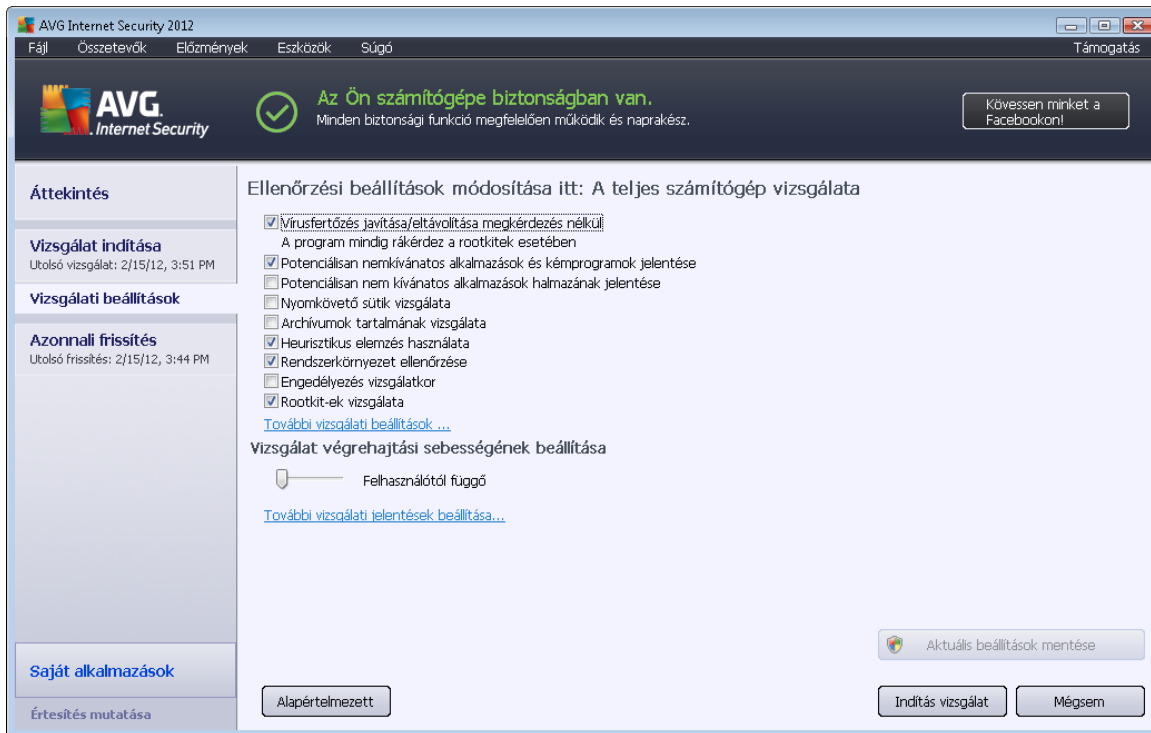 AVG Internet Security 2012
Fájl Összetevők Előzmények Eszközök Súgó Támogatás
AVG.
Internet Security
Az Ön számítógépe biztonságban van.
Minden biztonsági funkció megfelelően működik és naprakész.
Kövessen minket a
Facebookon!
Áttekintés
Vizsgálat indítása
Utolsó vizsgálat: 2/15/12, 3:51 PM
Vizsgálati beállítások
Azonnali frissítés
Utolsó frissítés: 2/15/12, 3:44 PM
Saját alkalmazások
Értesítés mutatása
Ellenőrzési beállítások módosítása itt: A teljes számítógép vizsgálata
Vírusfertőzés javítása/eltávolítása megkérdezés nélkül
A program mindig rákérdez a rootkitek esetében
Potenciálisan nemkívánatos alkalmazások és kémprogramok jelentése
Potenciálisan nem kívánatos alkalmazások halmazának jelentése
Nyomkövető sütik vizsgálata
Archívumok tartalmának vizsgálata
Heurisztikus elemzés használata
Rendszerkörnyezet ellenőrzése
Engedélyezés vizsgálatkor
Rootkit-ek vizsgálata
További vizsgálati beállítások ...
Vizsgálat végrehajtási sebességének beállítása
Felhasználótól függő
További vizsgálati jelentések beállítása...
Aktuális beállítások mentése
Alapértelmezett
Indítás vizsgálat
Mégsem